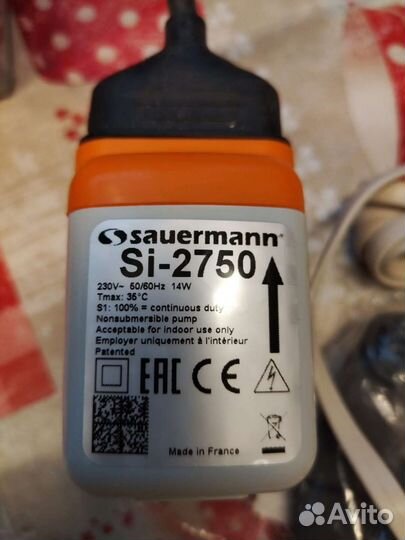 sauermann®
Si-2750
230V~ 50/60Hz 14W
Tmax: 35°C
S1: 100% = continuous duty
Nonsubmersible pump
Acceptable for indoor use only
Employer uniquement à l'intérieur
Patented
EAC CE
Made in France
Avito